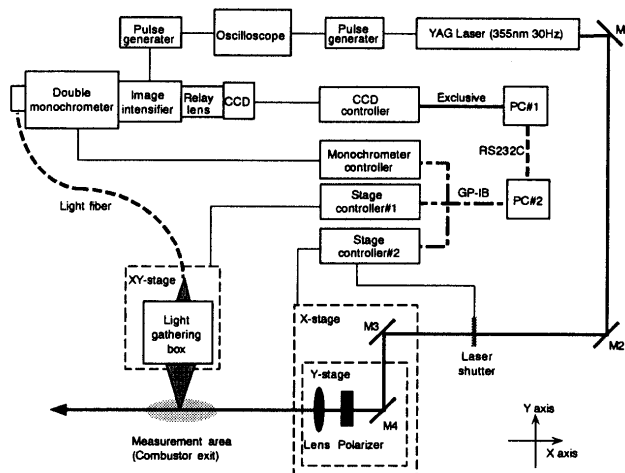 Pulse
generater
Oscilloscope
Pulse
generater
YAG Laser (355nm 30Hz)
M
Double
monochrometer
Image
intensifier
Relay
lens
CCD
CCD
controller
Exclusive
PC#1
RS232C
Monochrometer
controller
Light fiber
Stage
controller#1
GP-IB
PC#2
Stage
controller#2
XY-stage
Light
gathering
box
X-stage
M3
M2
Laser
shutter
Y-stage
M4
Lens Polarizer
Measurement area
(Combustor exit)
Y axis
X axis